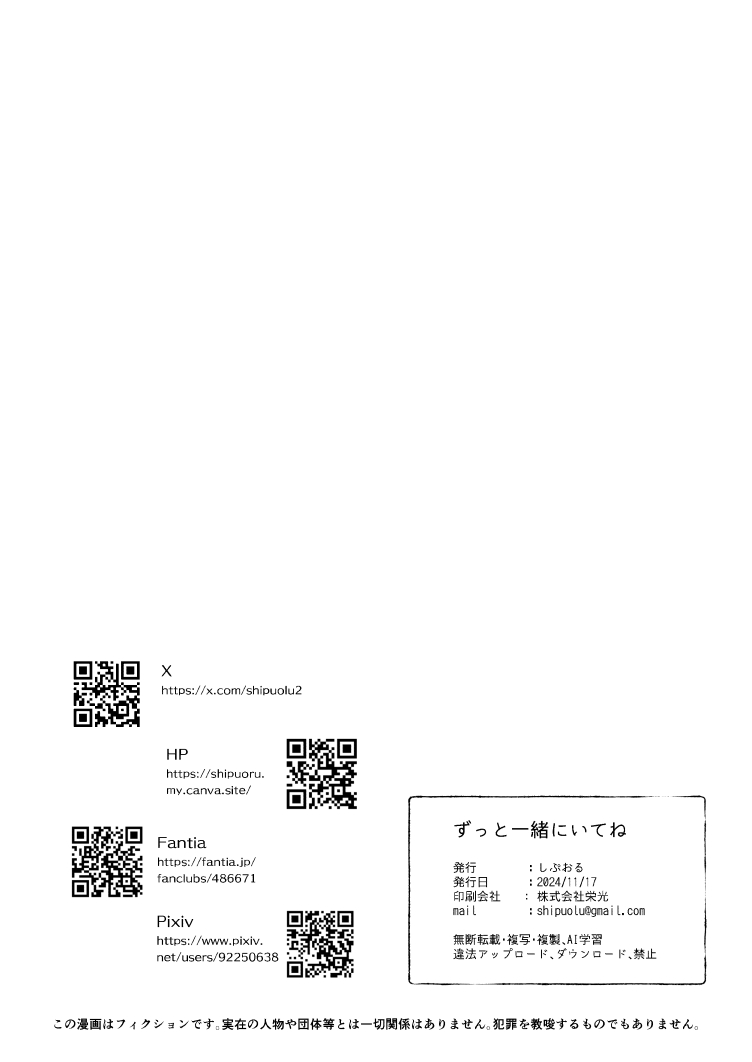 X
https://x.com/shipuolu2
HP
https://shipuoru.
my.canva.site/
Fantia
https://fantia.jp/
fanclubs/486671
Pixiv
https://www.pixiv.
net/users/92250638
ずっと一緒にいてね
発行 : しぷおる
発行日 : 2024/11/17
印刷会社 : 株式会社栄光
mail : shipuolu@gmail.com
無断転載・複写・複製、AI学習
違法アップロード、ダウンロード、禁止
この漫画はフィクションです。実在の人物や団体等とは一切関係はありません。犯罪を教唆するものでもありません。